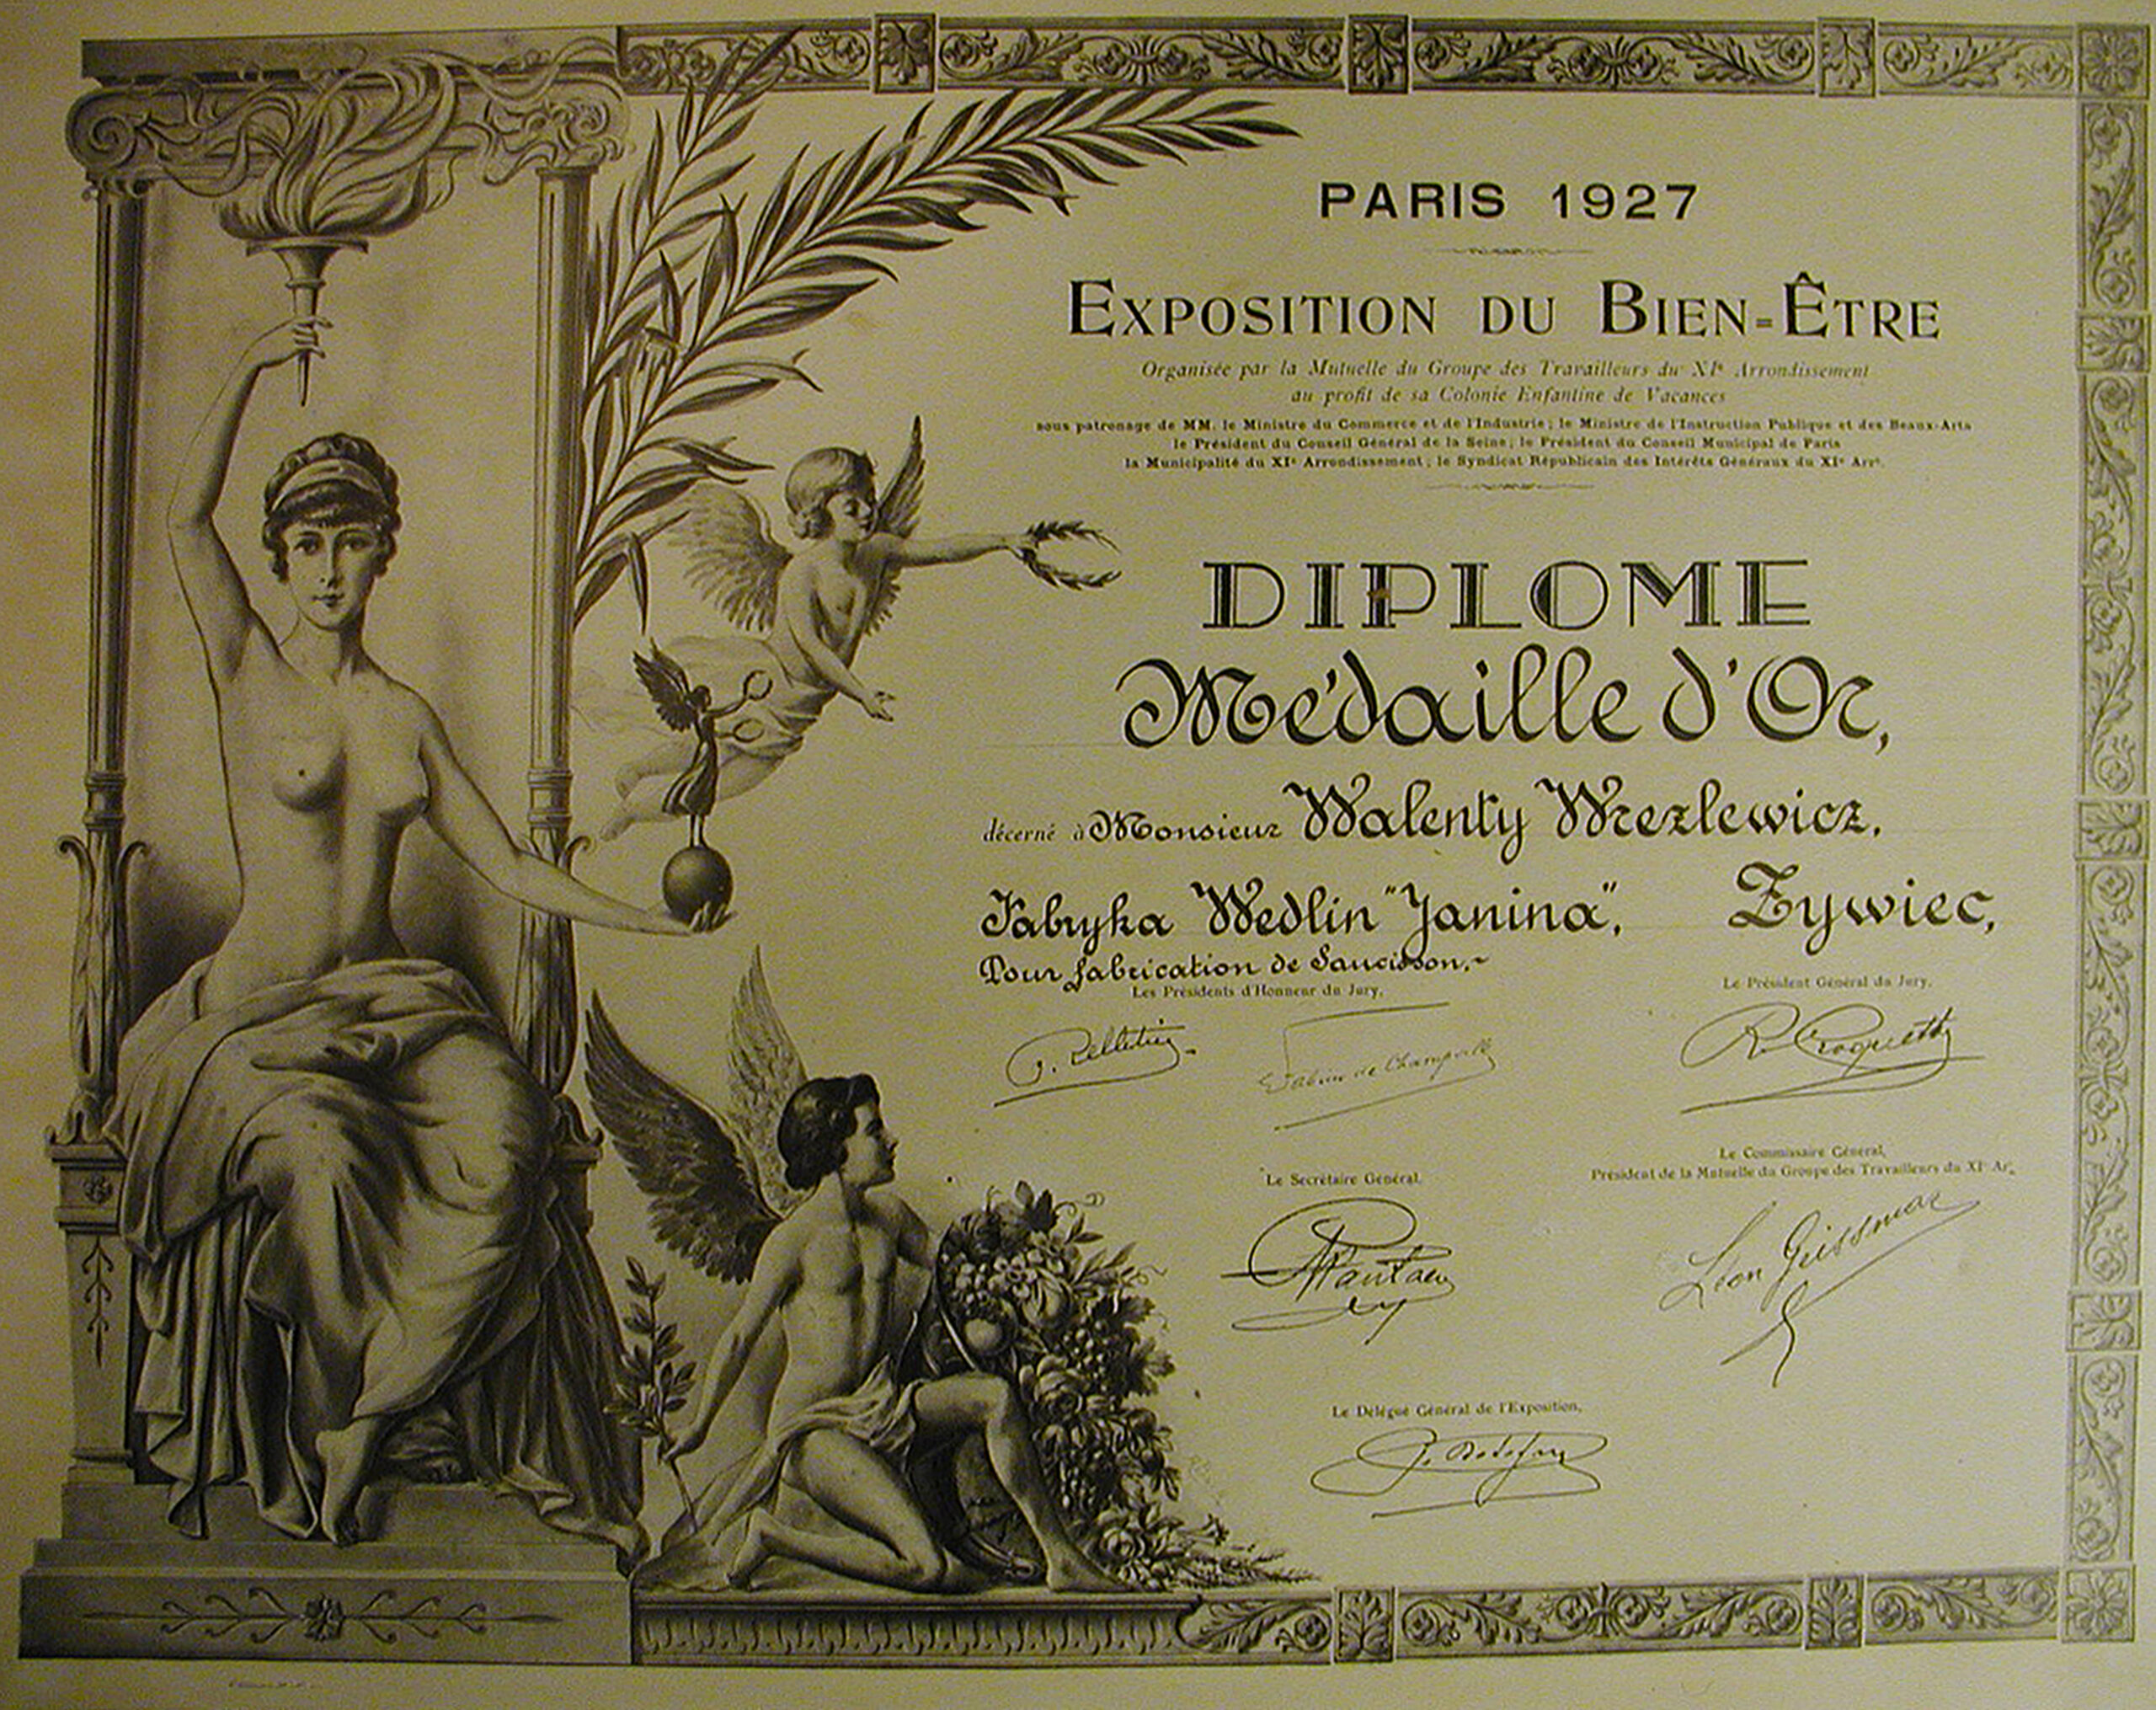 PARIS 1927
EXPOSITION DU BIEN-ÊTRE
Organisée par la Mutuelle du Groupe des Travailleurs du XIe Arrondissement
au profit de sa Colonie Enfantine de Vacances
sous patronage de MM. le Ministre du Commerce et de l'Industrie ; le Ministre de l'Instruction Publique et des Beaux-Arts
le Président du Conseil Général de la Seine ; le Président du Conseil Municipal de Paris
la Municipalité du XIe Arrondissement ; le Syndicat Républicain des Intérêts Généraux du XIe Arrt.
DIPLOME
Médaille d'Or,
décerné à Monsieur Walenty Wrezlewicz.
Fabryka Wedlin "Janina", Zywiec,
Pour fabrication de Saucisson.-
Les Présidents d'Honneur du Jury,
Le Président Général du Jury,
de Champville
R. Croquette
Le Secrétaire Général,
Le Commissaire Général,
Président de la Mutuelle du Groupe des Travailleurs du XIe Ar.
Léon Geissmar
Le Délégué Général de l'Exposition,